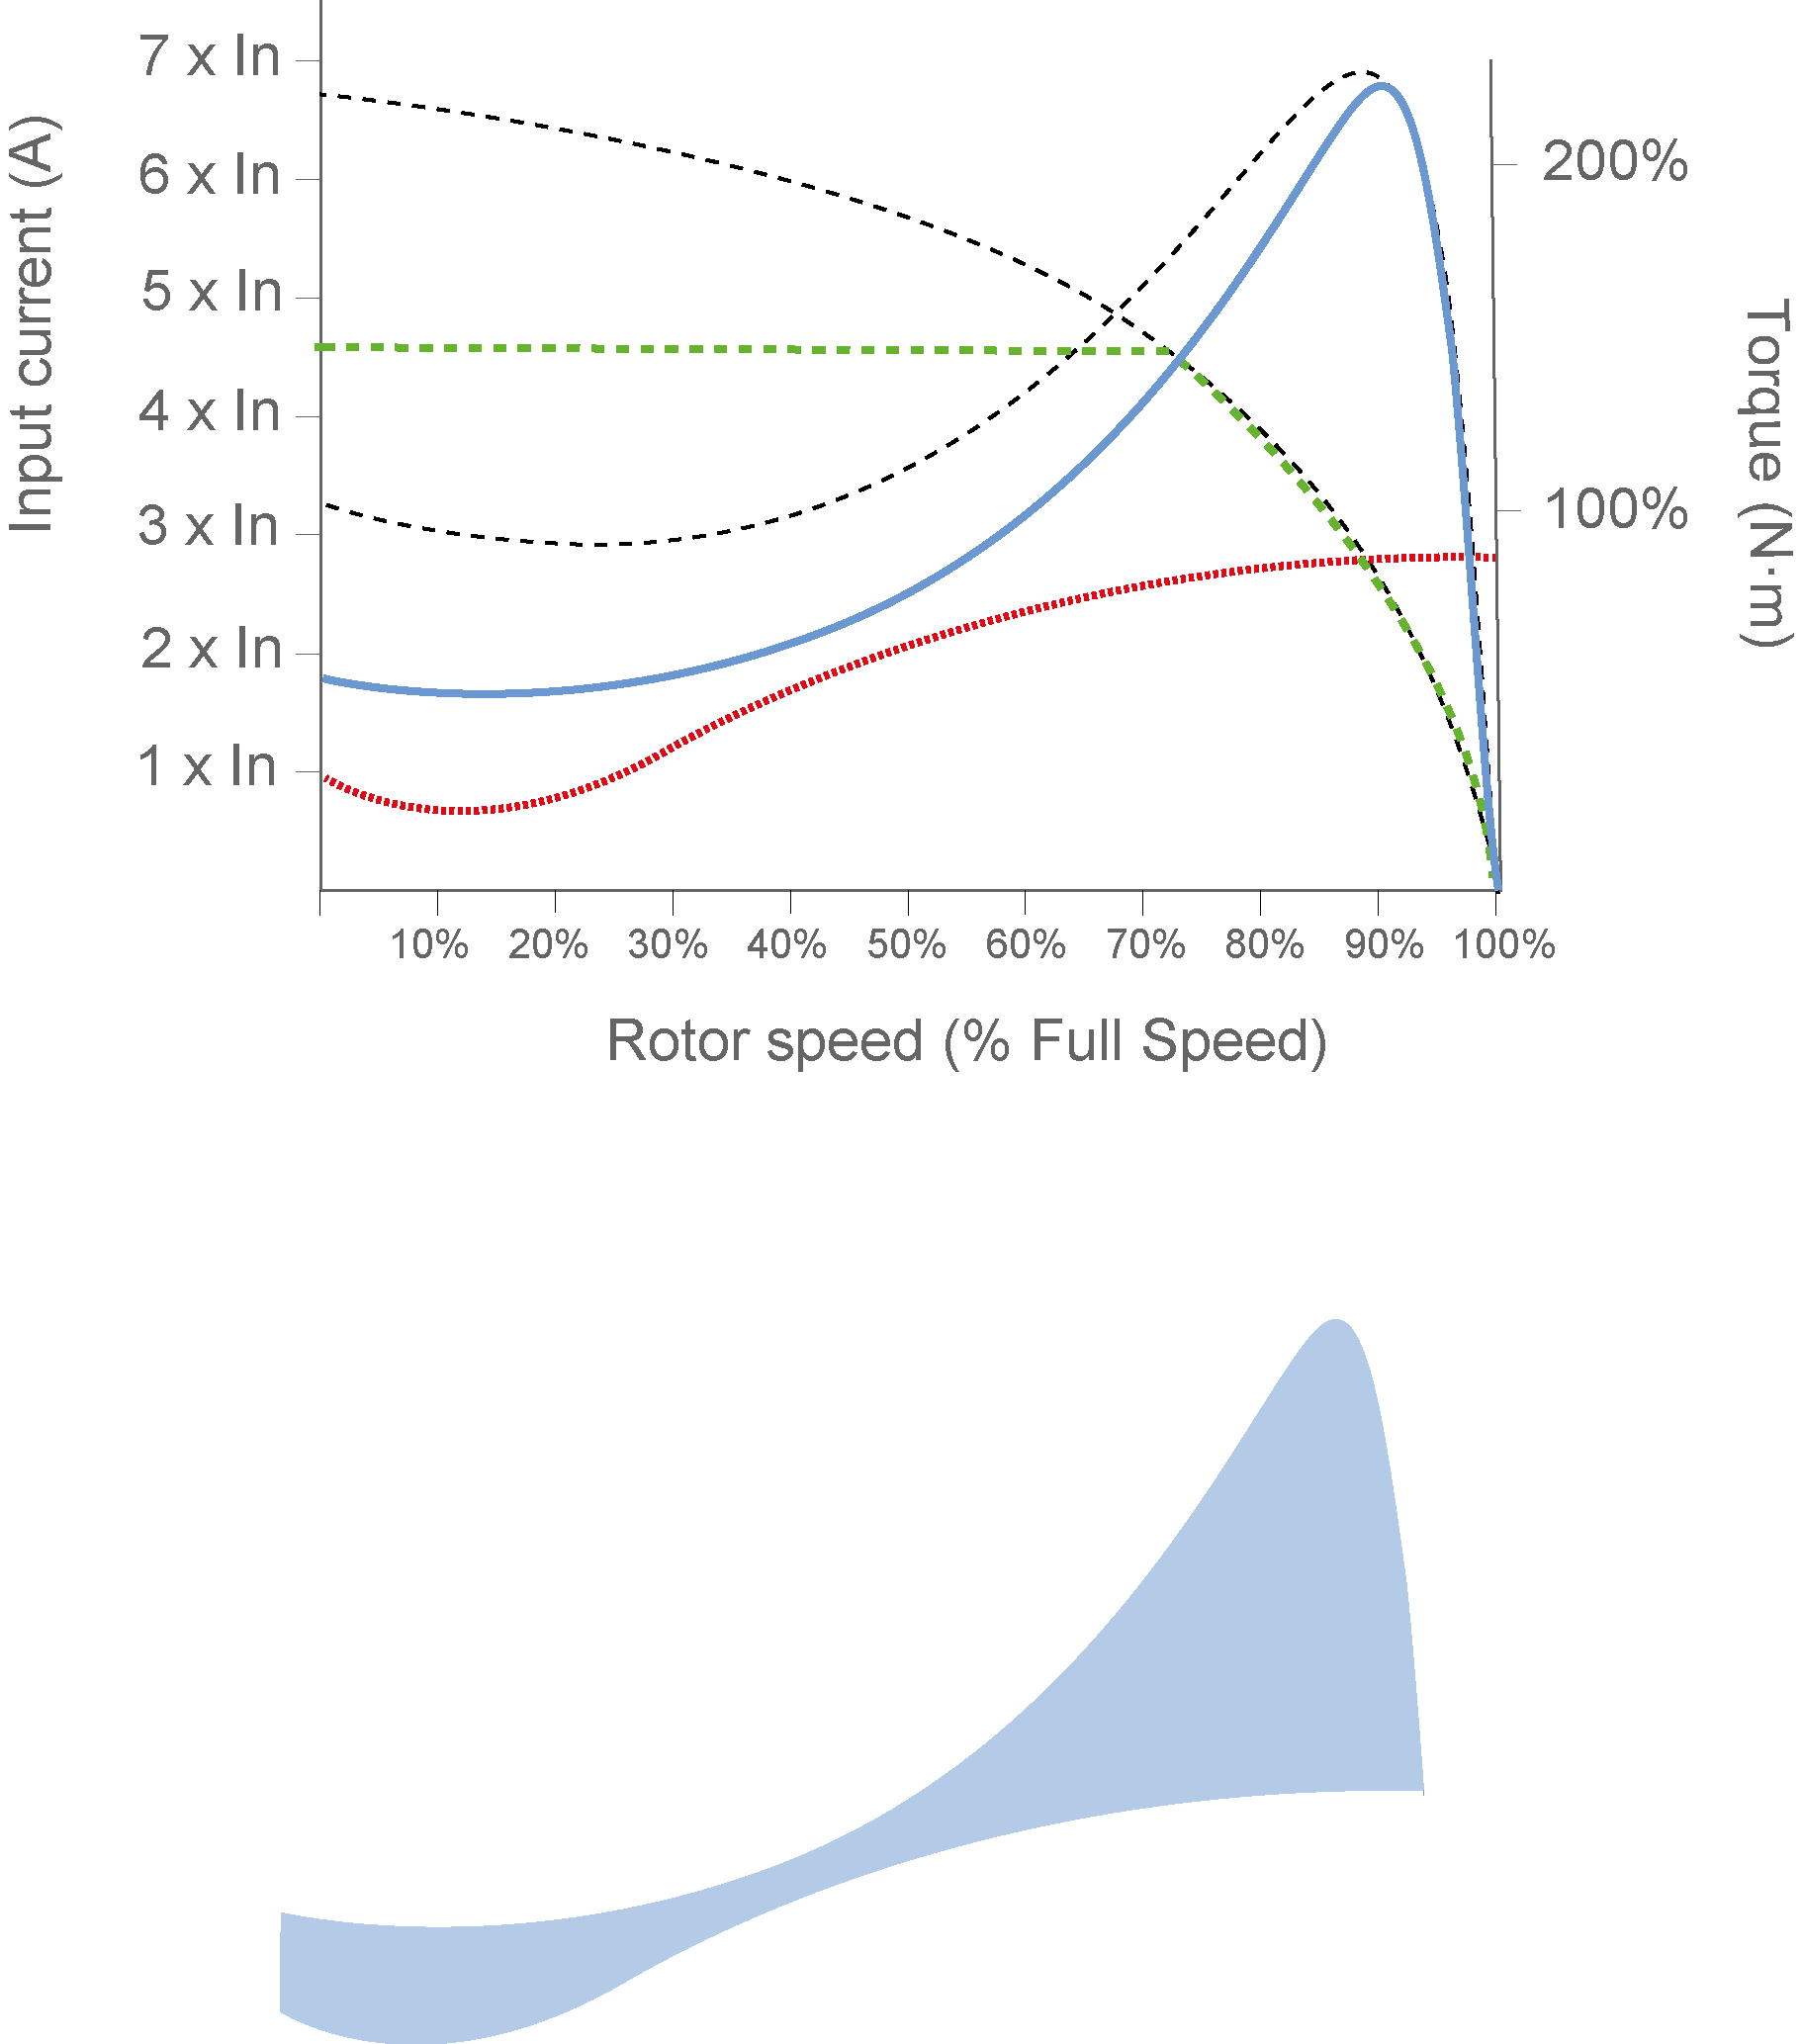 Input current (A)
7 x In
6 x In
5 x In
4 x In
3 x In
2 x In
1 x In
200%
100%
Torque (N·m)
10% 20% 30% 40% 50% 60% 70% 80% 90% 100%
Rotor speed (% Full Speed)